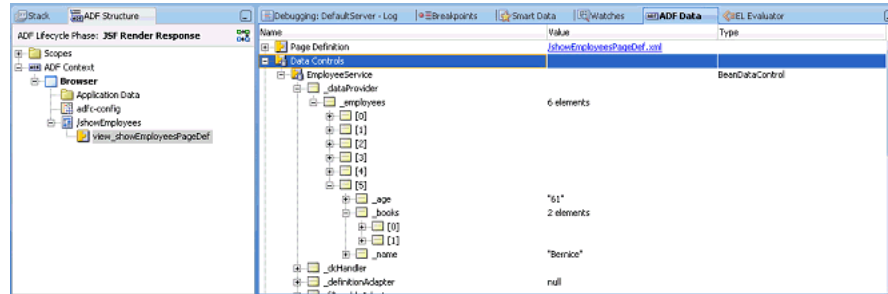 Stack
ADF Structure
ADF Lifecycle Phase: JSF Render Response
Scopes
ADF Context
Browser
Application Data
adfc-config
/showEmployees
view_showEmployeesPageDef
Debugging: DefaultServer - Log
Breakpoints
Smart Data
Watches
ADF Data
EL Evaluator
Name Value Type
Page Definition /showEmployeesPageDef.xml
Data Controls
EmployeeService BeanDataControl
_dataProvider
_employees 6 elements
[0]
[1]
[2]
[3]
[4]
[5]
_age "61"
_books 2 elements
[0]
[1]
_name "Bernice"
_dcHandler
_definitionAdapter null